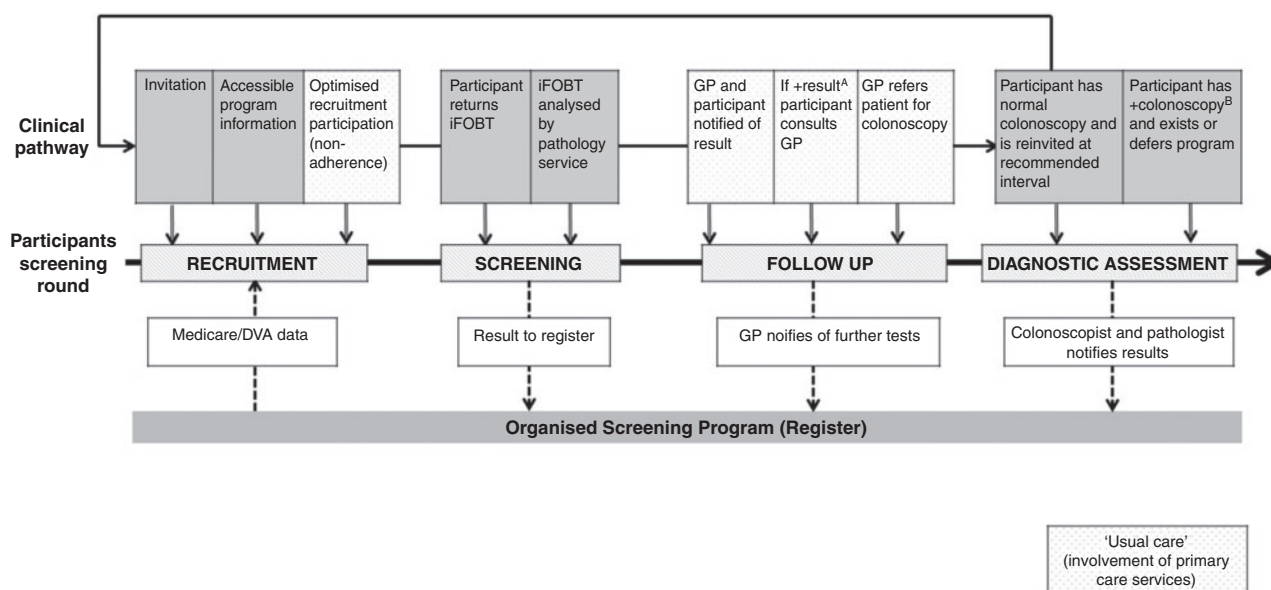 Clinical
pathway
Invitation
Accessible
program
information
Optimised
recruitment
participation
(non-
adherence)
Participant
returns
iFOBT
iFOBT
analysed
by
pathology
service
GP and
participant
notified of
result
If +resultᴬ
participant
consults
GP
GP refers
patient for
colonoscopy
Participant has
normal
colonoscopy and
is reinvited at
recommended
interval
Participant has
+colonoscopyᴮ
and exists or
defers program
Participants
screening
round
RECRUITMENT
SCREENING
FOLLOW UP
DIAGNOSTIC ASSESSMENT
Medicare/DVA data
Result to register
GP noifies of further tests
Colonoscopist and pathologist
notifies results
Organised Screening Program (Register)
'Usual care'
(involvement of primary
care services)